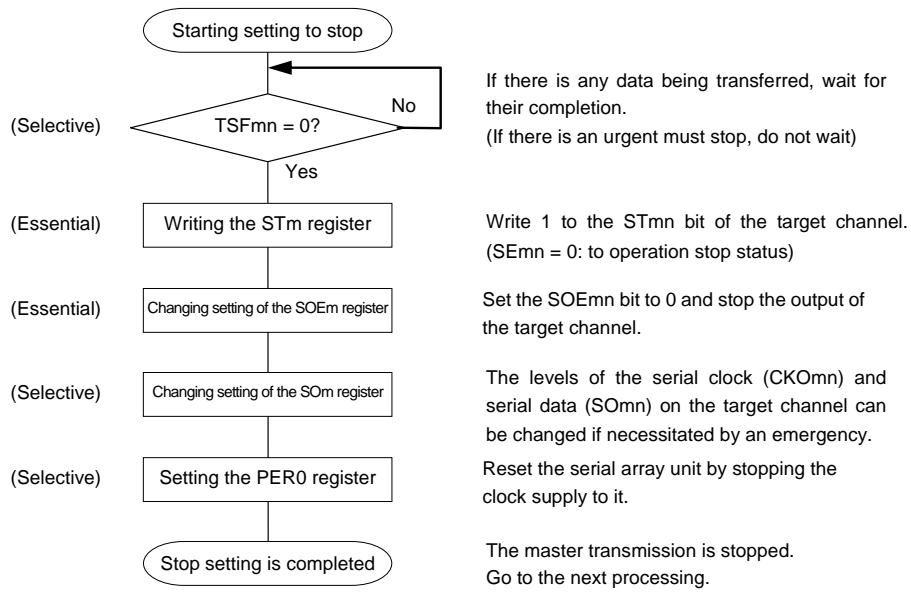 Starting setting to stop
No
If there is any data being transferred, wait for
their completion.
(If there is an urgent must stop, do not wait)
(Selective)
TSFmn = 0?
Yes
(Essential)
Writing the STm register
Write 1 to the STmn bit of the target channel.
(SEmn = 0: to operation stop status)
(Essential)
Changing setting of the SOEm register
Set the SOEmn bit to 0 and stop the output of
the target channel.
(Selective)
Changing setting of the SOm register
The levels of the serial clock (CKOmn) and
serial data (SOmn) on the target channel can
be changed if necessitated by an emergency.
(Selective)
Setting the PER0 register
Reset the serial array unit by stopping the
clock supply to it.
Stop setting is completed
The master transmission is stopped.
Go to the next processing.